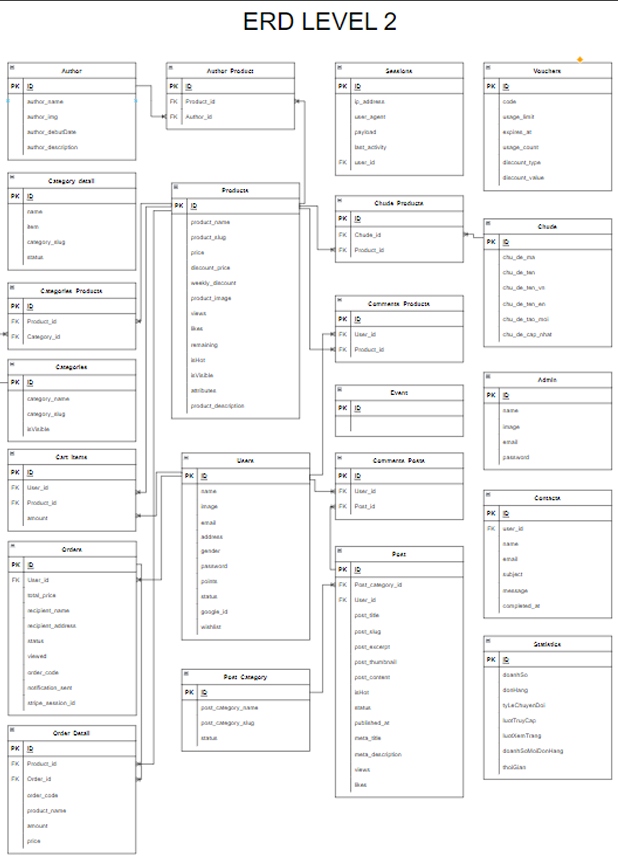 ERD LEVEL 2
Author
PK ID
author_name
author_img
author_debutDate
author_description
Category detail
PK ID
name
item
category_slug
status
Categories Products
PK ID
FK Product_id
FK Category_id
Categories
PK ID
category_name
category_slug
isVisible
Cart Items
PK ID
FK User_id
FK Product_id
amount
Orders
PK ID
FK User_id
total_price
recipient_name
recipient_address
status
viewed
order_code
notification_sent
stripe_session_id
Order Detail
PK ID
FK Product_id
FK Order_id
order_code
product_name
amount
price
Author Product
PK ID
FK Product_id
FK Author_id
Products
PK ID
product_name
product_slug
price
discount_price
weekly_discount
product_image
views
likes
remaining
isHot
isVisible
attributes
product_description
Users
PK ID
name
image
email
address
gender
password
points
status
google_id
wishlist
Post Category
PK ID
post_category_name
post_category_slug
status
Sessions
PK ID
ip_address
user_agent
payload
last_activity
FK user_id
Chude Products
PK ID
FK Chude_id
FK Product_id
Comments Products
PK ID
FK User_id
FK Product_id
Event
PK ID
Comments Posts
PK ID
FK User_id
FK Post_id
Post
PK ID
FK Post_category_id
FK User_id
post_title
post_slug
post_excerpt
post_thumbnail
post_content
isHot
status
published_at
meta_title
meta_description
views
likes
Vouchers
PK ID
code
usage_limit
expires_at
usage_count
discount_type
discount_value
Chude
PK ID
chu_de_ma
chu_de_ten
chu_de_ten_vn
chu_de_ten_en
chu_de_tao_moi
chu_de_cap_nhat
Admin
PK ID
name
image
email
password
Contacts
PK ID
FK user_id
name
email
subject
message
completed_at
Statistics
PK ID
doanhSo
donHang
tyLeChuyenDoi
luotTruyCap
luotXemTrang
doanhSoMoiDonHang
thoiGian